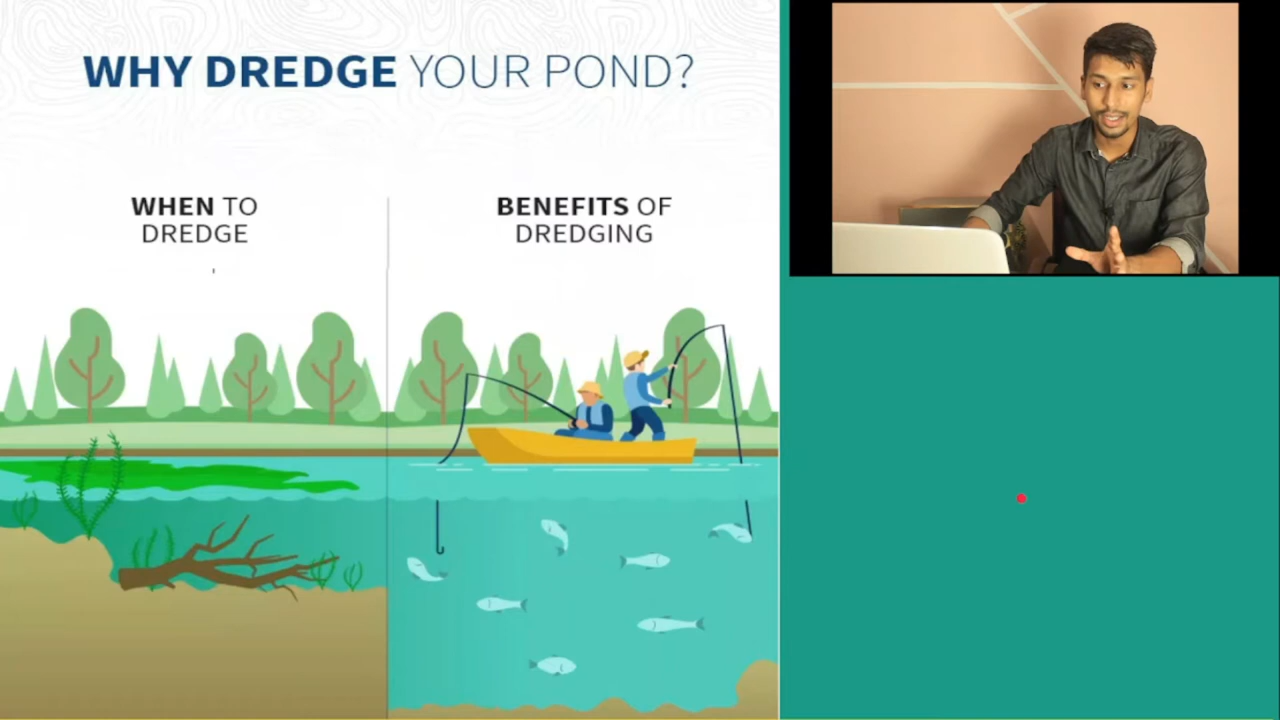 WHY DREDGE YOUR POND?
WHEN TO
DREDGE
BENEFITS OF
DREDGING